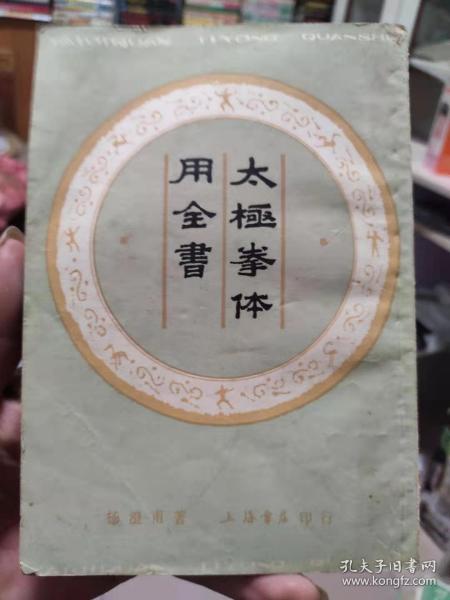 TAIJIQUAN TIYONG QUANSHU
太極拳体
用全書
楊澄甫著 上海書店印行
孔夫子旧书网
www.kongfz.com